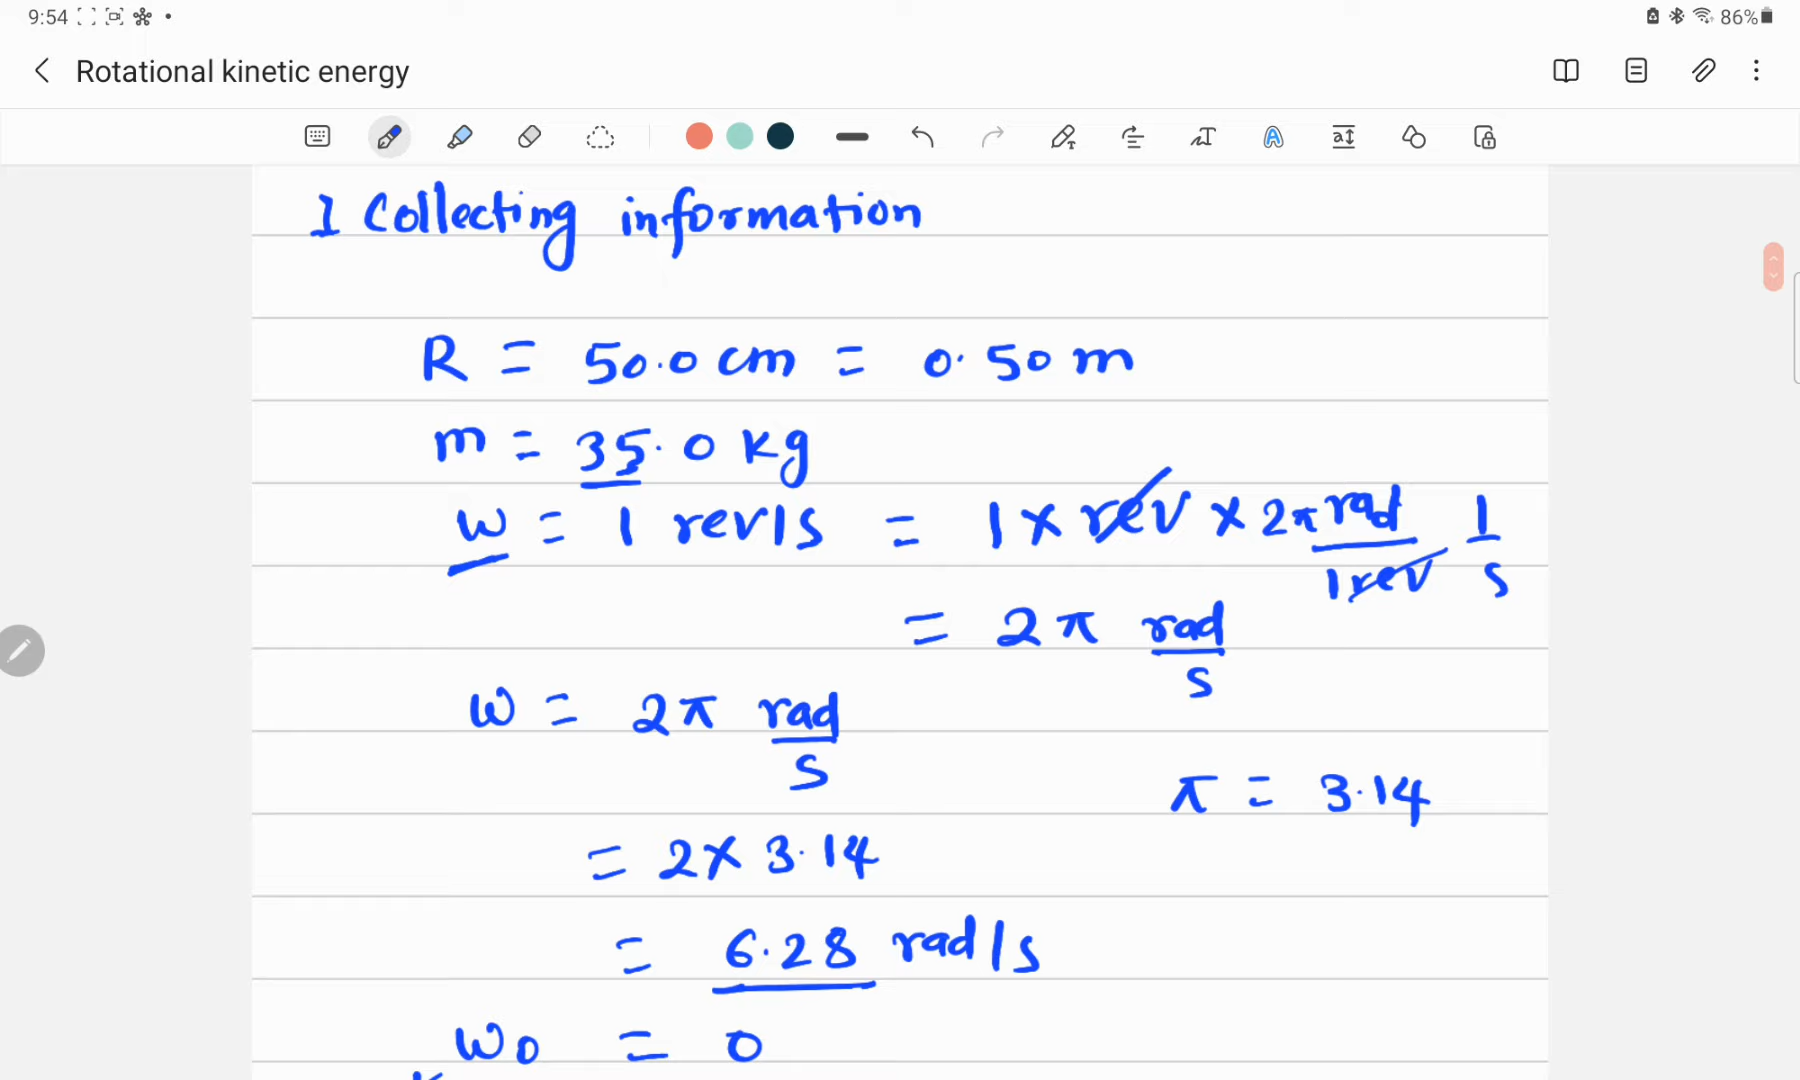 9:54
86%
Rotational kinetic energy
1 Collecting information
R = 50.0 cm = 0.50 m
m = 35.0 kg
w = 1 rev/s = 1 × rev × 2π rad/1rev 1/s
= 2π rad/s
w = 2π rad/s
π = 3.14
= 2 × 3.14
= 6.28 rad/s
w0 = 0